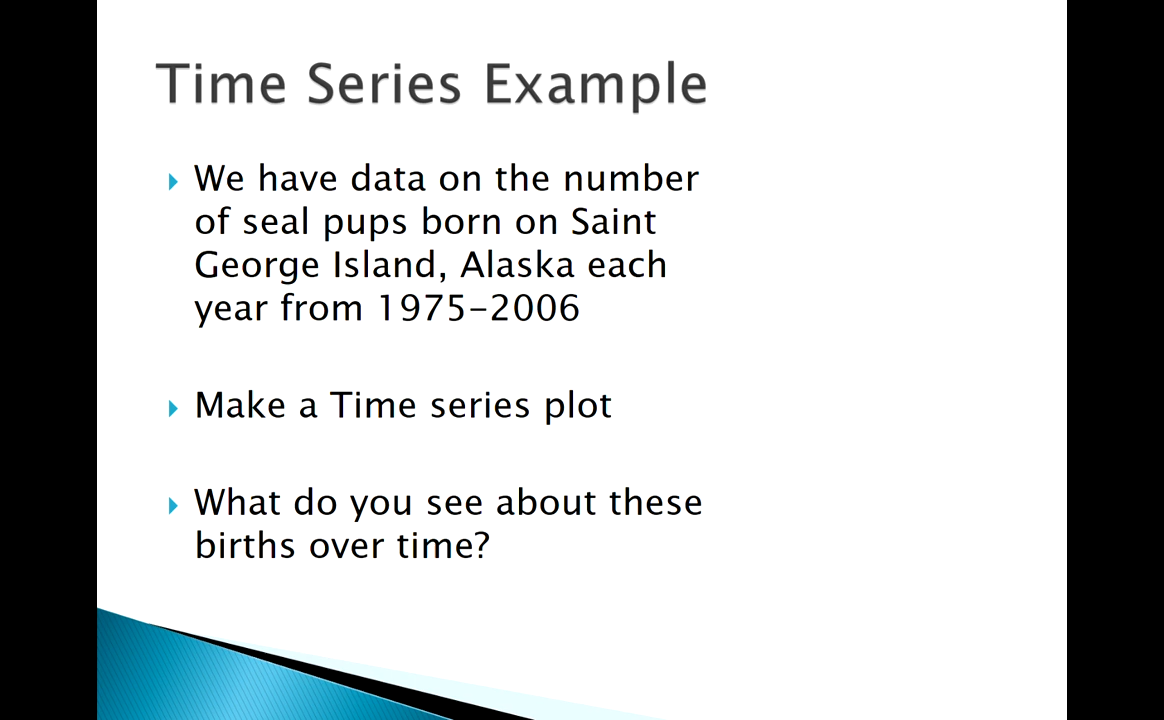 Time Series Example
We have data on the number
of seal pups born on Saint
George Island, Alaska each
year from 1975-2006
Make a Time series plot
What do you see about these
births over time?